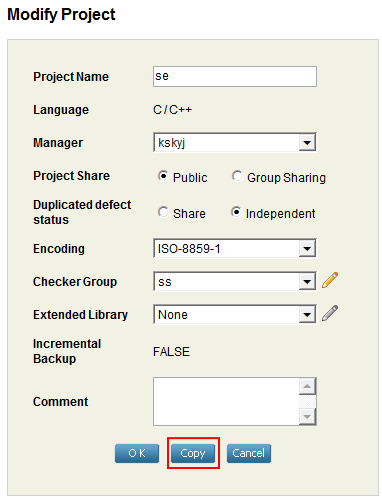 Modify Project
Project Name se
Language C / C++
Manager kskyj
Project Share Public Group Sharing
Duplicated defect
status Share Independent
Encoding ISO-8859-1
Checker Group ss
Extended Library None
Incremental
Backup FALSE
Comment
OK Copy Cancel